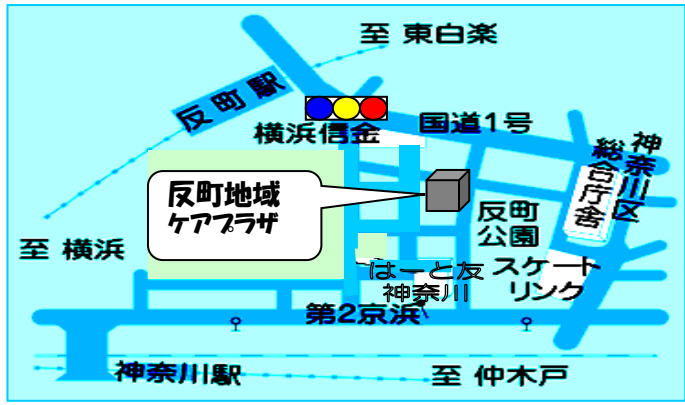 至 東白楽
反町駅
横浜信金
国道1号
神奈川区
総合庁舎
反町地域
ケアプラザ
反町
公園
至 横浜
はーと友
神奈川
スケート
リンク
第2京浜
神奈川駅
至 仲木戸